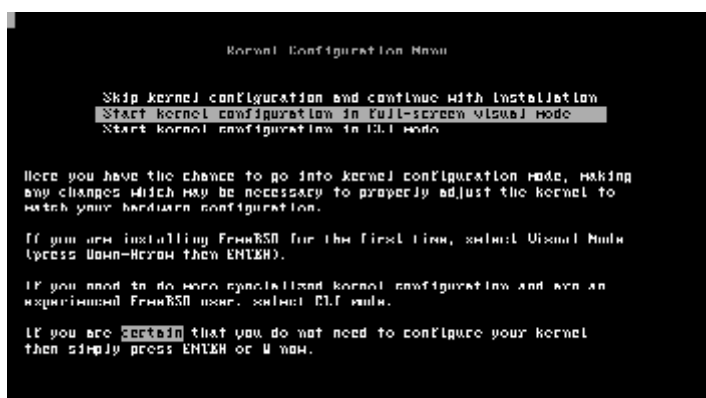 Kernel Configuration Menu
Skip kernel configuration and continue with installation
Start kernel configuration in full-screen visual mode
Start kernel configuration in CLI mode
Here you have the chance to go into kernel configuration mode, making
any changes which may be necessary to properly adjust the kernel to
match your hardware configuration.
If you are installing FreeBSD for the first time, select Visual Mode
(press Down-Arrow then ENTER).
If you need to do more specialized kernel configuration and are an
experienced FreeBSD user, select CLI mode.
If you are certain that you do not need to configure your kernel
then simply press ENTER or Q now.